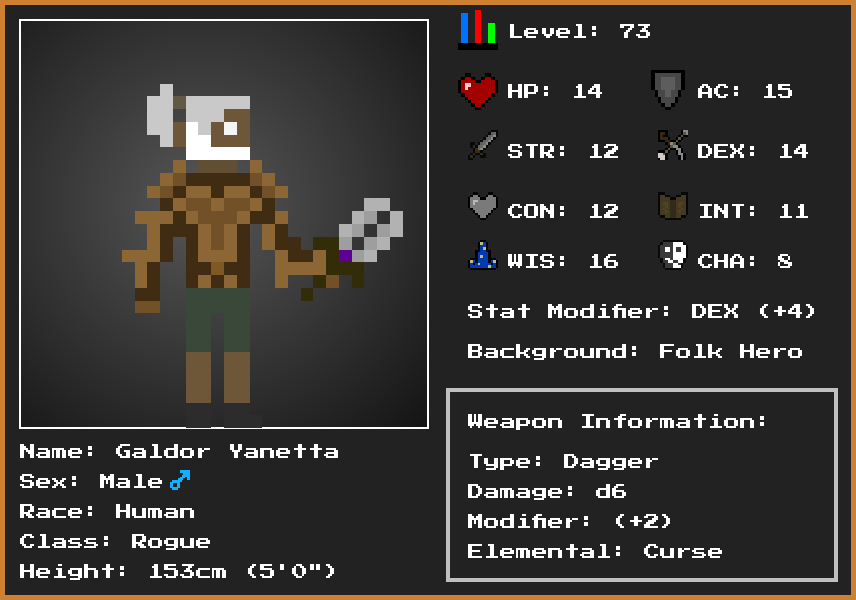 Level: 73
HP: 14 AC: 15
STR: 12 DEX: 14
CON: 12 INT: 11
WIS: 16 CHA: 8
Stat Modifier: DEX (+4)
Background: Folk Hero
Weapon Information:
Type: Dagger
Damage: d6
Modifier: (+2)
Elemental: Curse
Name: Galdor Yanetta
Sex: Male ♂
Race: Human
Class: Rogue
Height: 153cm (5'0")